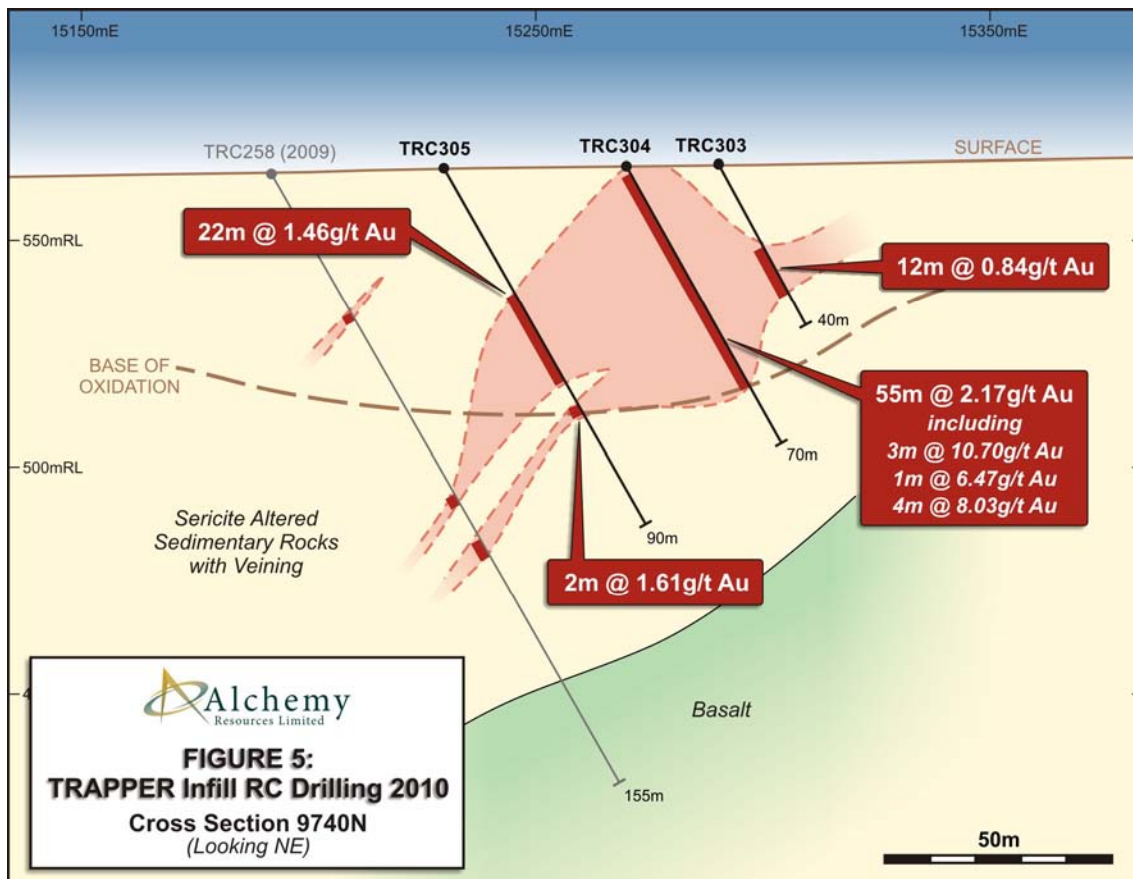 15150mE
15250mE
15350mE
TRC258 (2009)
TRC305
TRC304
TRC303
SURFACE
550mRL
22m @ 1.46g/t Au
12m @ 0.84g/t Au
40m
BASE OF
OXIDATION
55m @ 2.17g/t Au
including
3m @ 10.70g/t Au
1m @ 6.47g/t Au
4m @ 8.03g/t Au
70m
500mRL
Sericite Altered
Sedimentary Rocks
with Veining
90m
2m @ 1.61g/t Au
Basalt
Alchemy
Resources Limited
FIGURE 5:
TRAPPER Infill RC Drilling 2010
Cross Section 9740N
(Looking NE)
155m
50m